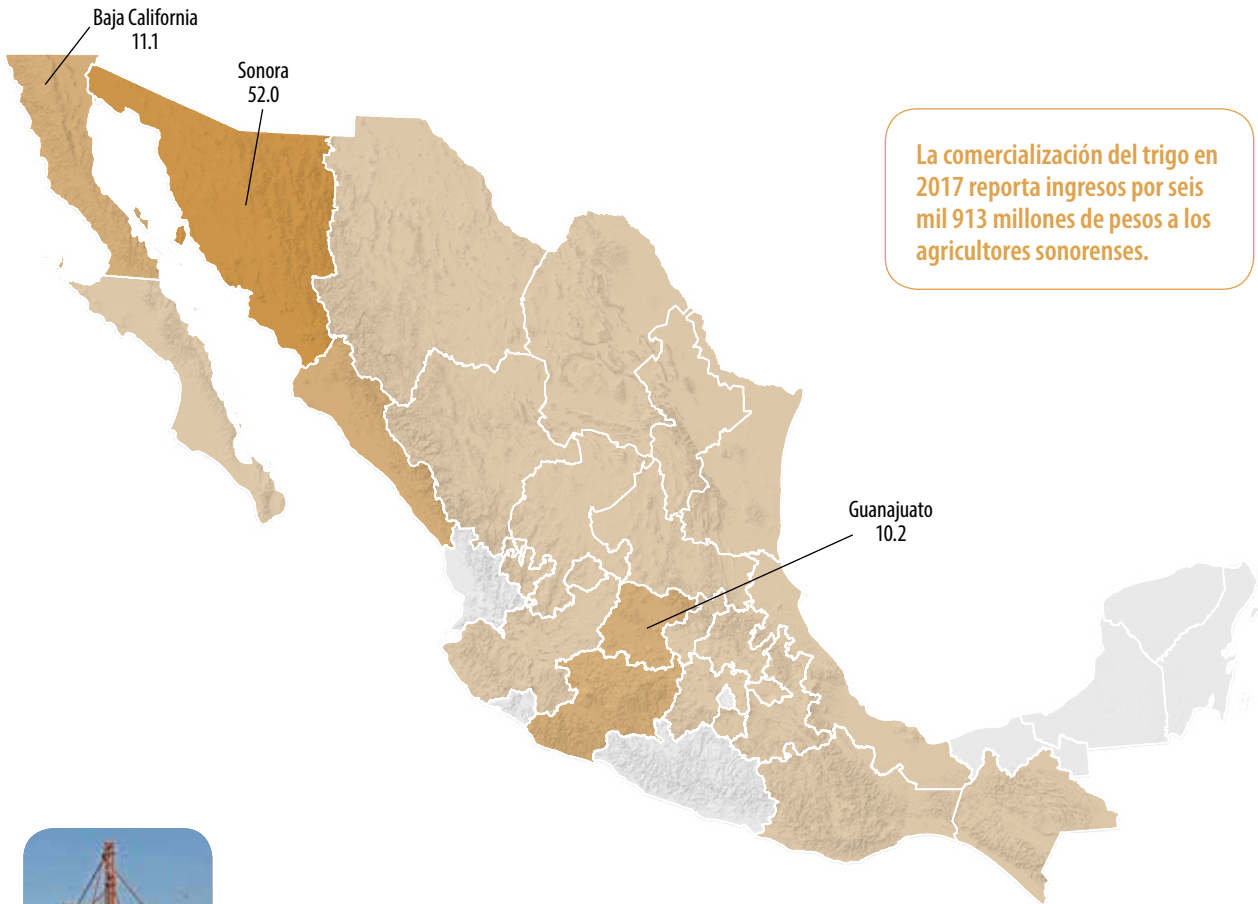 Baja California
11.1
Sonora
52.0
La comercialización del trigo en
2017 reporta ingresos por seis
mil 913 millones de pesos a los
agricultores sonorenses.
Guanajuato
10.2